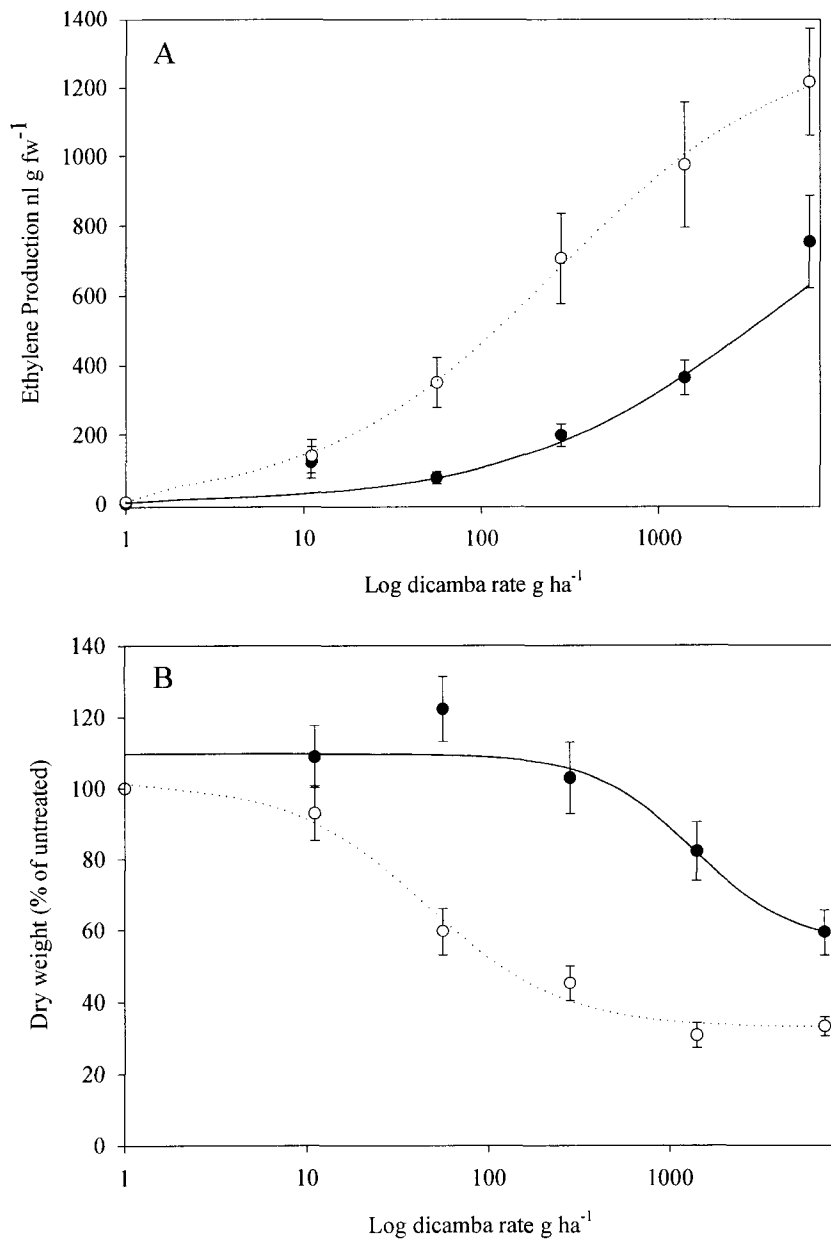 A
1400
1200
1000
800
600
400
200
0
Ethylene Production nl g fw⁻¹
1 10 100 1000
Log dicamba rate g ha⁻¹
B
140
120
100
80
60
40
20
0
Dry weight (% of untreated)
1 10 100 1000
Log dicamba rate g ha⁻¹